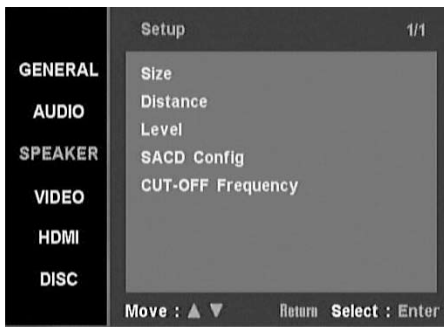 Setup 1/1
GENERAL
AUDIO
SPEAKER
VIDEO
HDMI
DISC
Size
Distance
Level
SACD Config
CUT-OFF Frequency
Move : ▲ ▼ Return Select : Enter